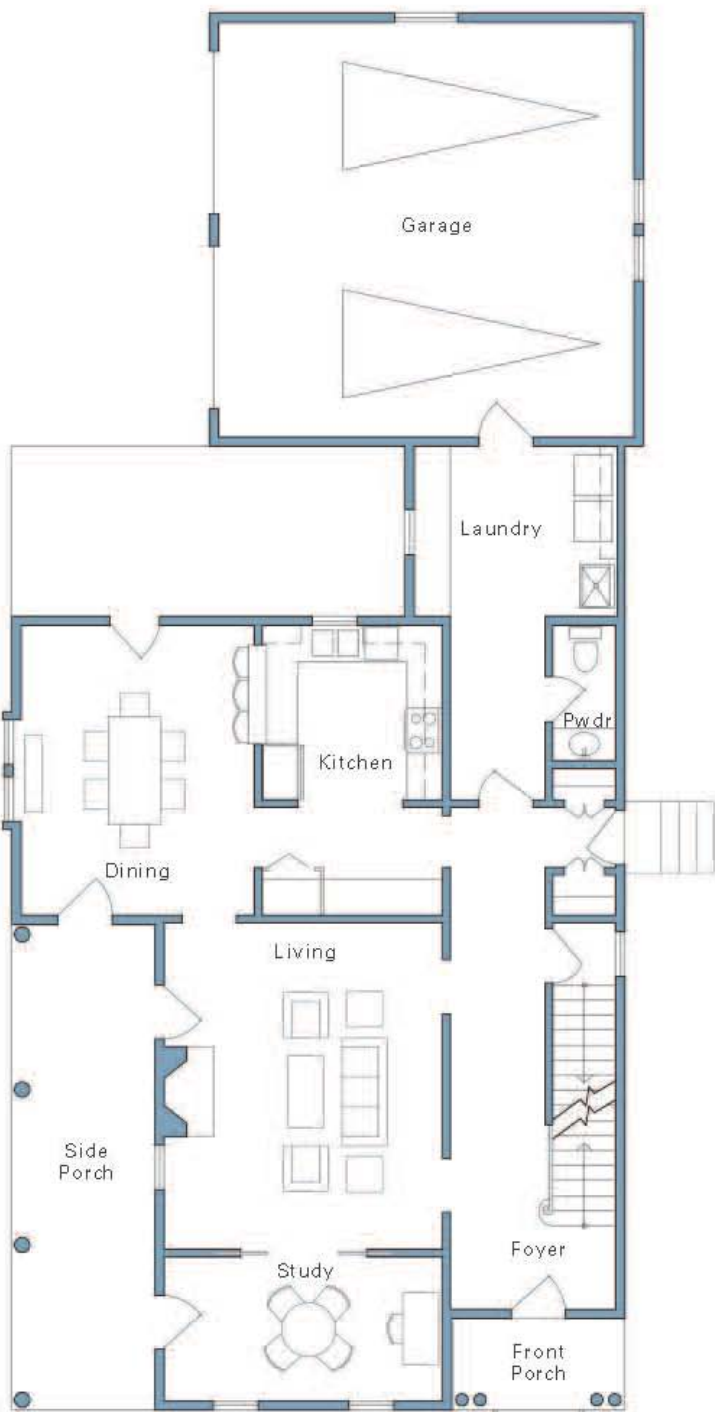 Garage
Laundry
Pwdr
Kitchen
Dining
Living
Side
Porch
Foyer
Study
Front
Porch